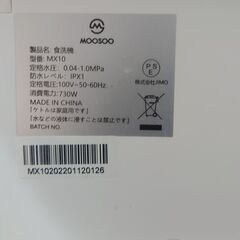 MOOSOO
製品名：食洗機
型番：MX10
定格水圧：0.04-1.0MPa
防水レベル：IPX1
定格電圧：100V~50-60Hz
消費電力：730W
MADE IN CHINA
「ケトルは家庭用です」
「水などの液体に浸すことは禁止です」
BATCH NO.
P
S
E
株式会社JIMO
MX10202201120126